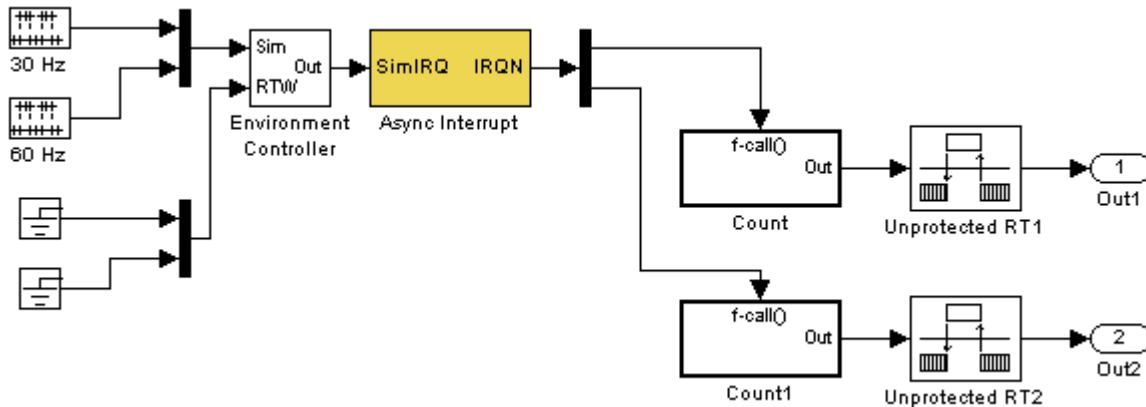 30 Hz
60 Hz
Sim
Out
RTW
Environment
Controller
SimIRQ IRQN
Async Interrupt
f-call()
Out
Count
Unprotected RT1
1
Out1
f-call()
Out
Count1
Unprotected RT2
2
Out2